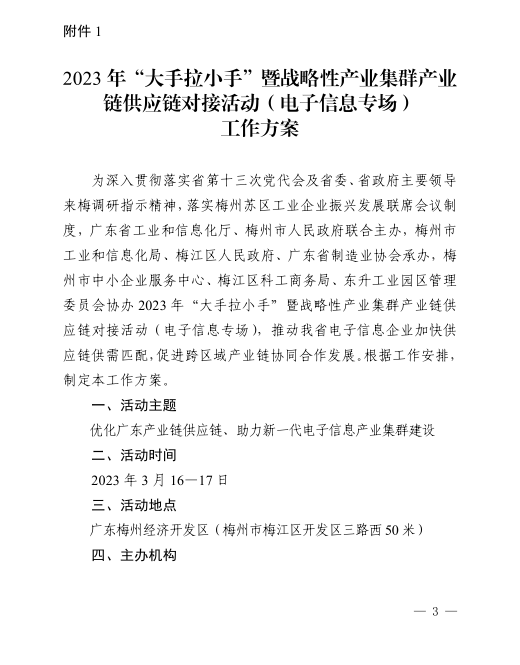 附件 1
2023 年“大手拉小手”暨战略性产业集群产业
链供应链对接活动（电子信息专场）
工作方案
为深入贯彻落实省第十三次党代会及省委、省政府主要领导
来梅调研指示精神，落实梅州苏区工业企业振兴发展联席会议制
度，广东省工业和信息化厅、梅州市人民政府联合主办，梅州市
工业和信息化局、梅江区人民政府、广东省制造业协会承办，梅
州市中小企业服务中心、梅江区科工商务局、东升工业园区管理
委员会协办 2023 年“大手拉小手”暨战略性产业集群产业链供
应链对接活动（电子信息专场），推动我省电子信息企业加快供
应链供需匹配，促进跨区域产业链协同合作发展。根据工作安排，
制定本工作方案。
一、活动主题
优化广东产业链供应链、助力新一代电子信息产业集群建设
二、活动时间
2023 年 3 月 16—17 日
三、活动地点
广东梅州经济开发区（梅州市梅江区开发区三路西 50 米）
四、主办机构
— 3 —